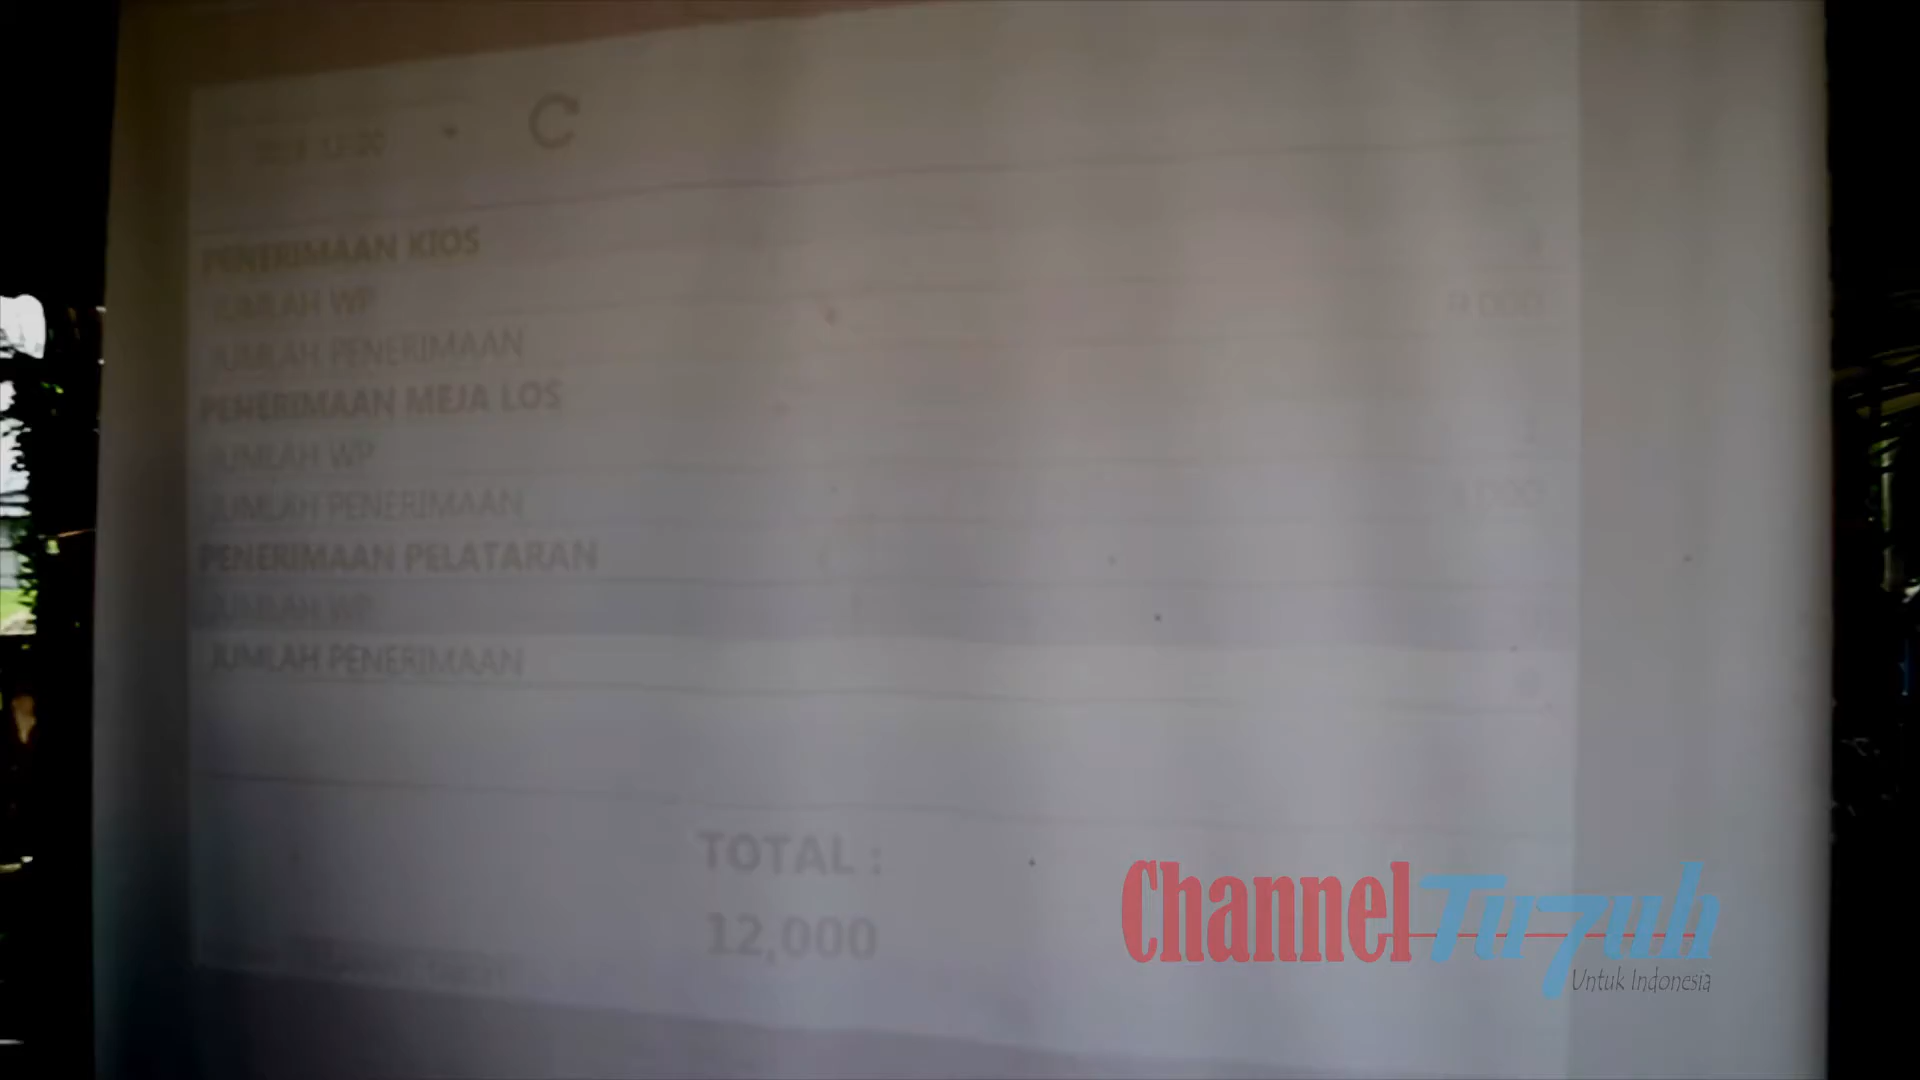 PENERIMAAN KIOS
JUMLAH WP
JUMLAH PENERIMAAN
PENERIMAAN MEJA LOS
JUMLAH WP
JUMLAH PENERIMAAN
PENERIMAAN PELATARAN
JUMLAH WP
JUMLAH PENERIMAAN
TOTAL :
12,000
Channel Tu7uh
Untuk Indonesia